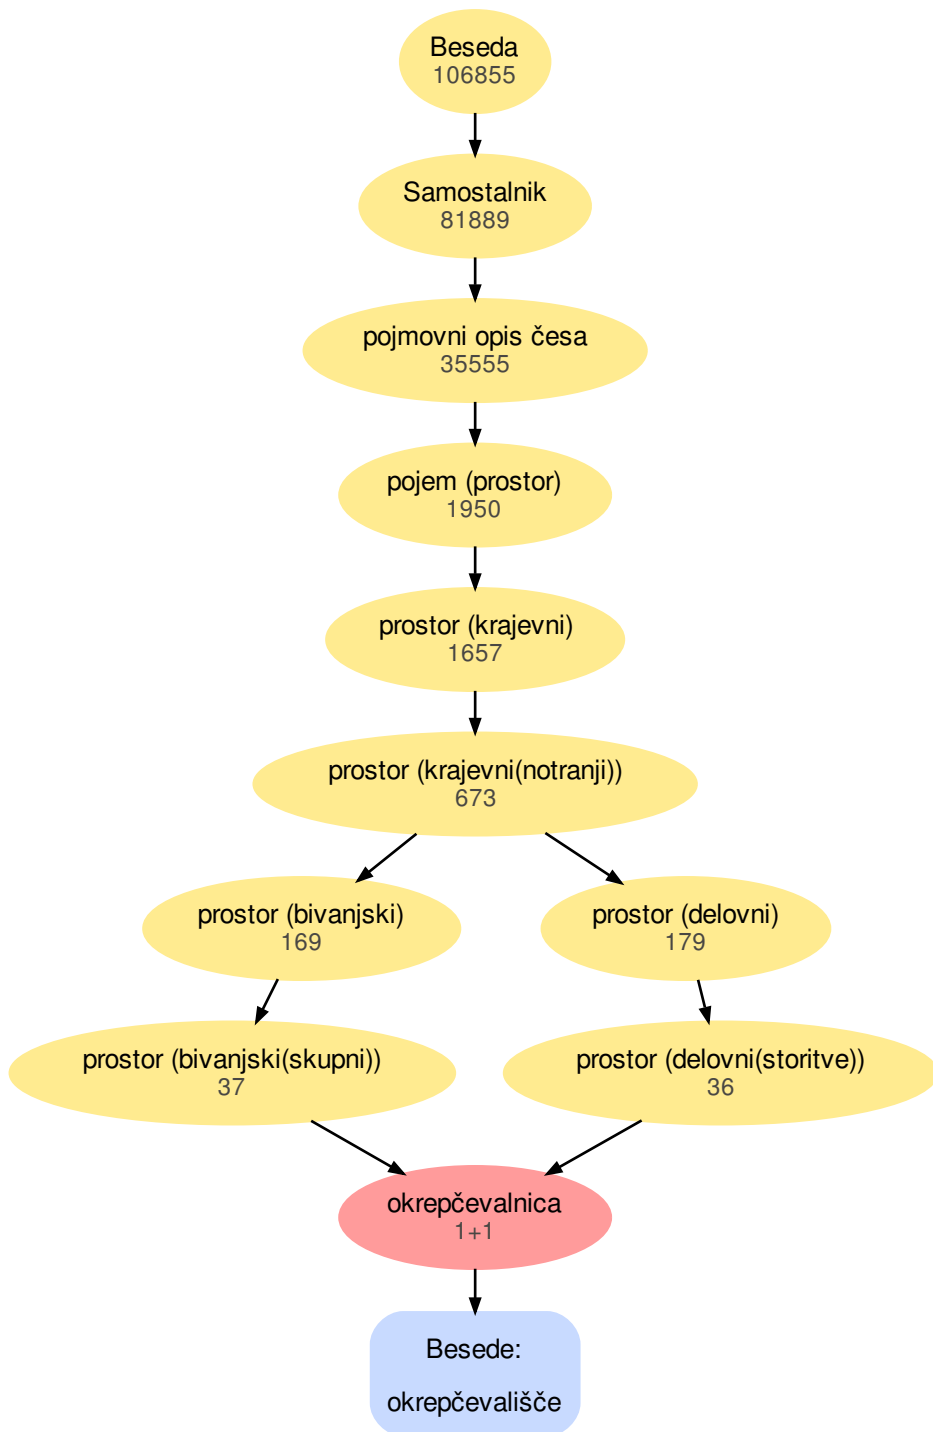 Beseda
106855
Samostalnik
81889
pojmovni opis česa
35555
pojem (prostor)
1950
prostor (krajevni)
1657
prostor (krajevni(notranji))
673
prostor (bivanjski)
169
prostor (delovni)
179
prostor (bivanjski(skupni))
37
prostor (delovni(storitve))
36
okrepčevalnica
1+1
Besede:
okrepčevališče